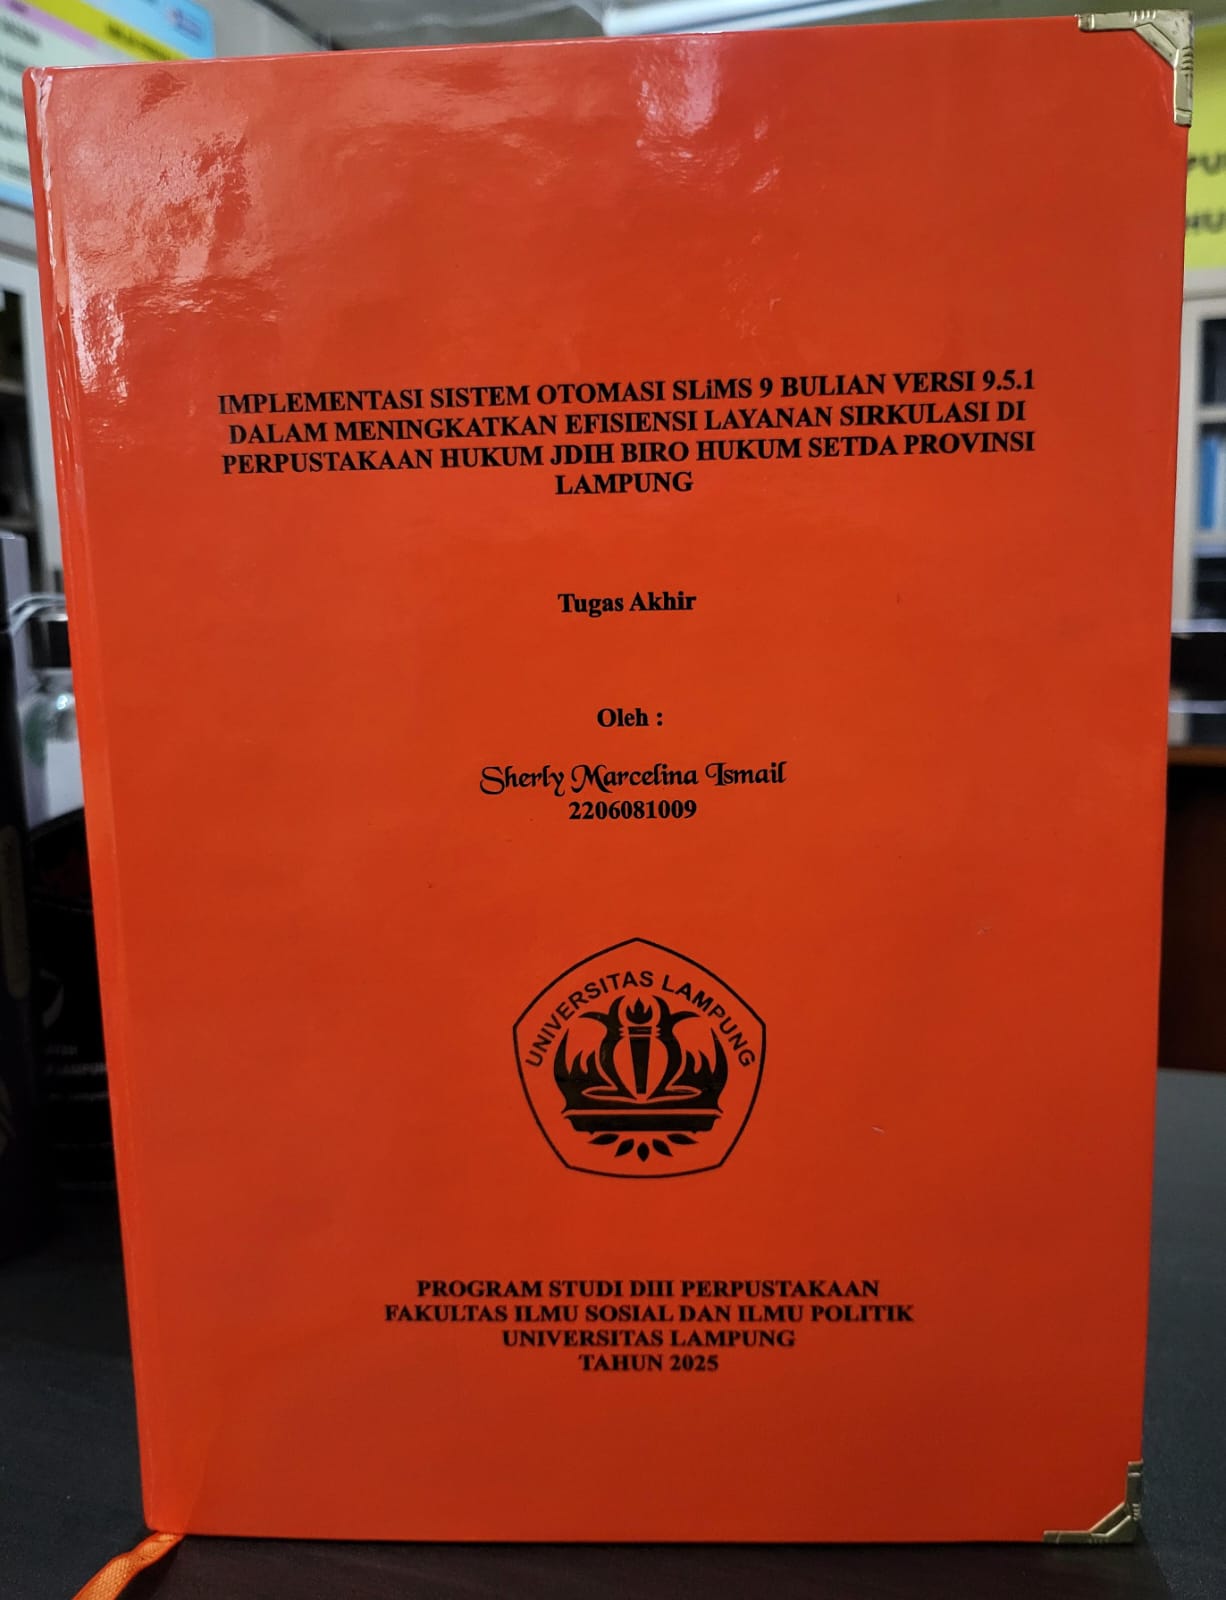 IMPLEMENTASI SISTEM OTOMASI SLiMS 9 BULIAN VERSI 9.5.1
DALAM MENINGKATKAN EFISIENSI LAYANAN SIRKULASI DI
PERPUSTAKAAN HUKUM JDIH BIRO HUKUM SETDA PROVINSI
LAMPUNG
Tugas Akhir
Oleh :
Sherly Marcelina Ismail
2206081009
UNIVERSITAS LAMPUNG
PROGRAM STUDI DIII PERPUSTAKAAN
FAKULTAS ILMU SOSIAL DAN ILMU POLITIK
UNIVERSITAS LAMPUNG
TAHUN 2025